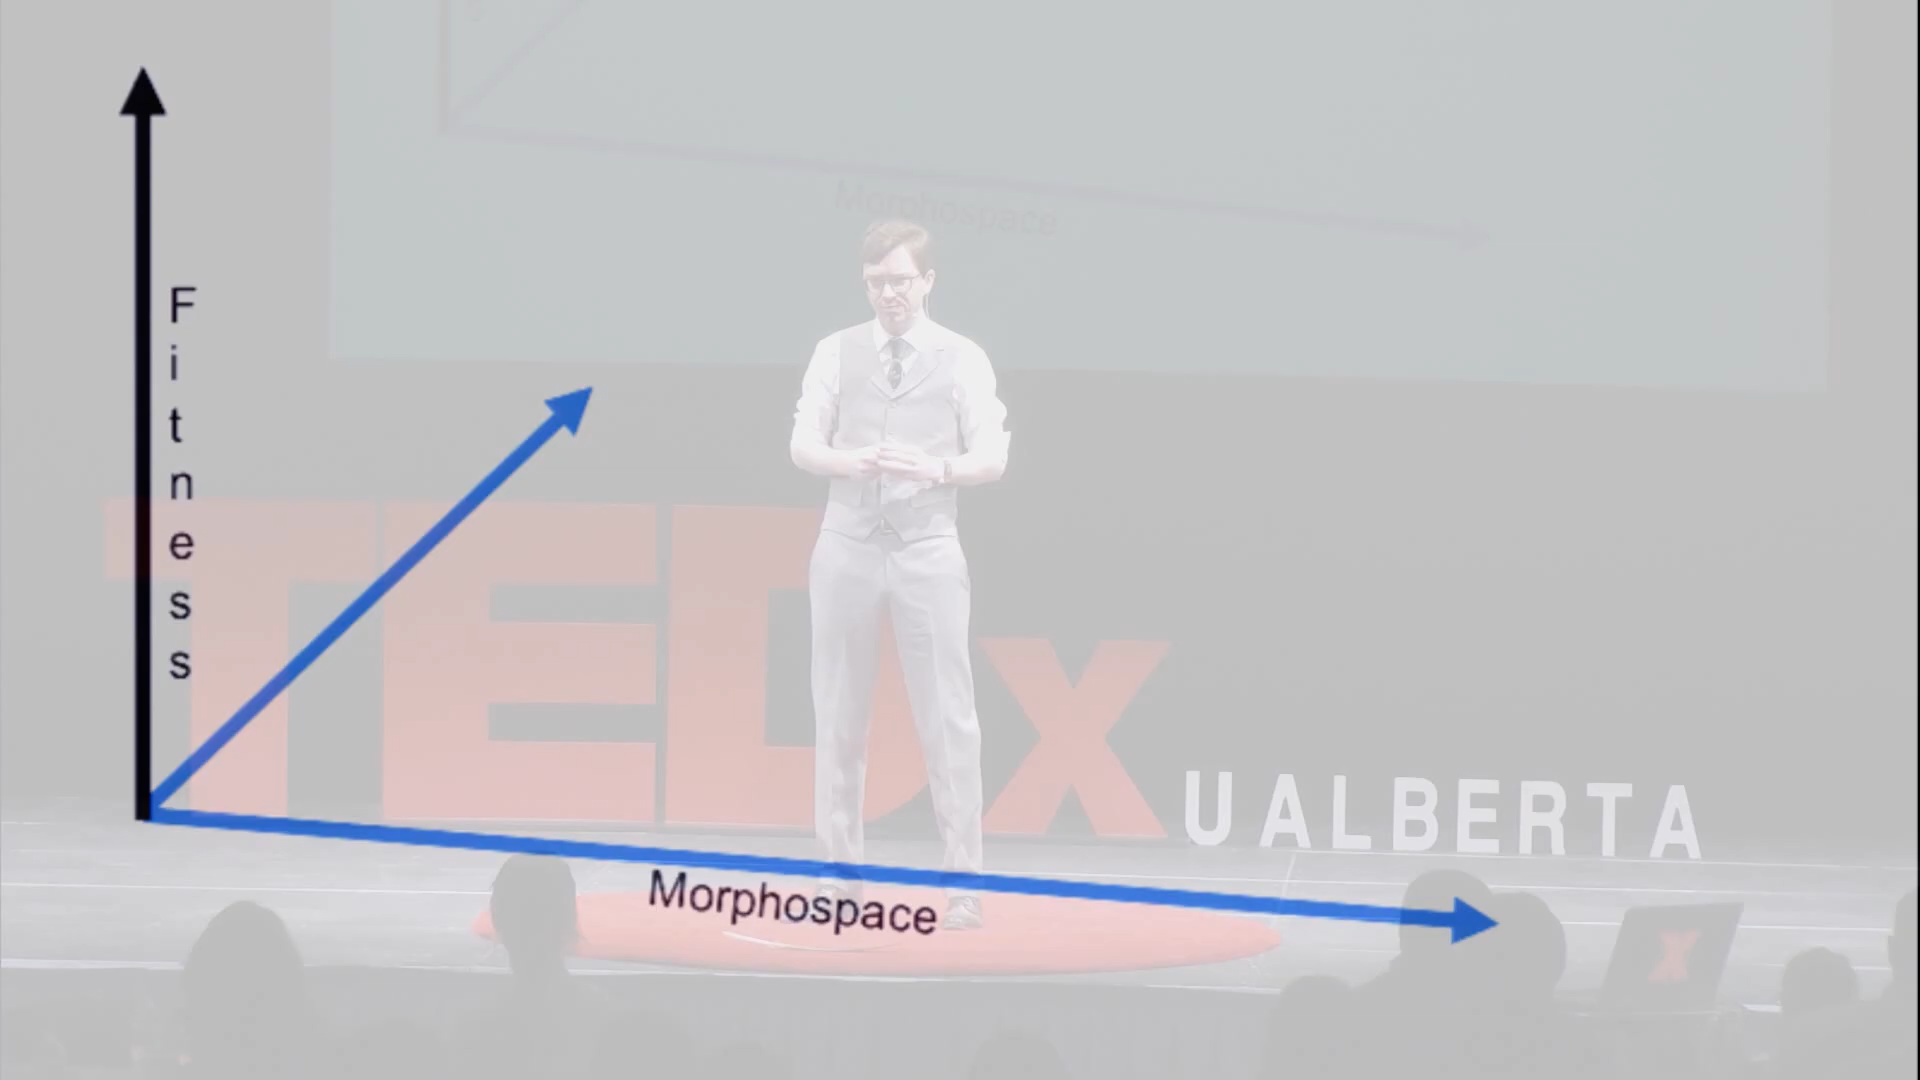 Morphospace
Fitness
Morphospace
TEDx
UALBERTA
X